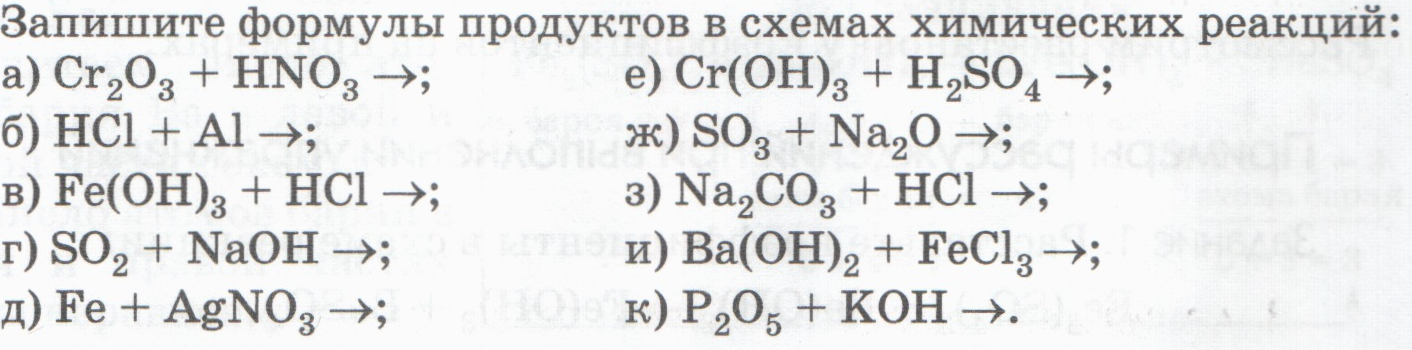 Запишите формулы продуктов в схемах химических реакций:
а) Cr₂O₃ + HNO₃ →;
б) HCl + Al →;
в) Fe(OH)₃ + HCl →;
г) SO₂ + NaOH →;
д) Fe + AgNO₃ →;
е) Cr(OH)₃ + H₂SO₄ →;
ж) SO₃ + Na₂O →;
з) Na₂CO₃ + HCl →;
и) Ba(OH)₂ + FeCl₃ →;
к) P₂O₅ + KOH →.